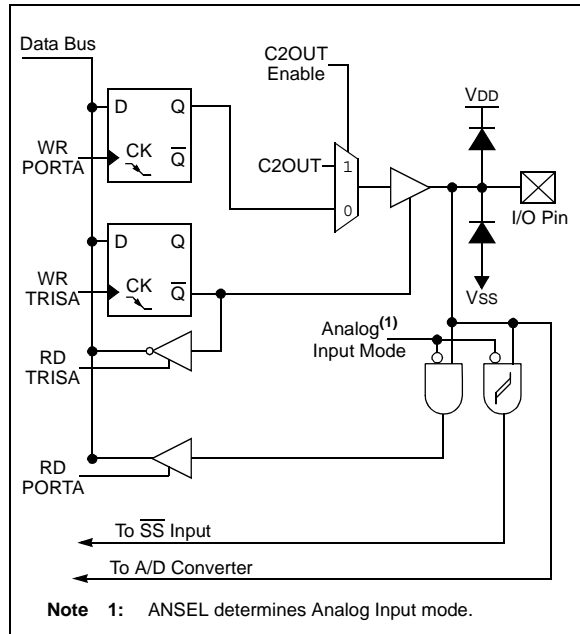 Data Bus
C2OUT
Enable
VDD
D Q
WR
PORTA
CK
Q
C2OUT
1
0
I/O Pin
D Q
WR
TRISA
CK
Q
VSS
Analog(1)
Input Mode
RD
TRISA
RD
PORTA
To SS Input
To A/D Converter
Note 1: ANSEL determines Analog Input mode.